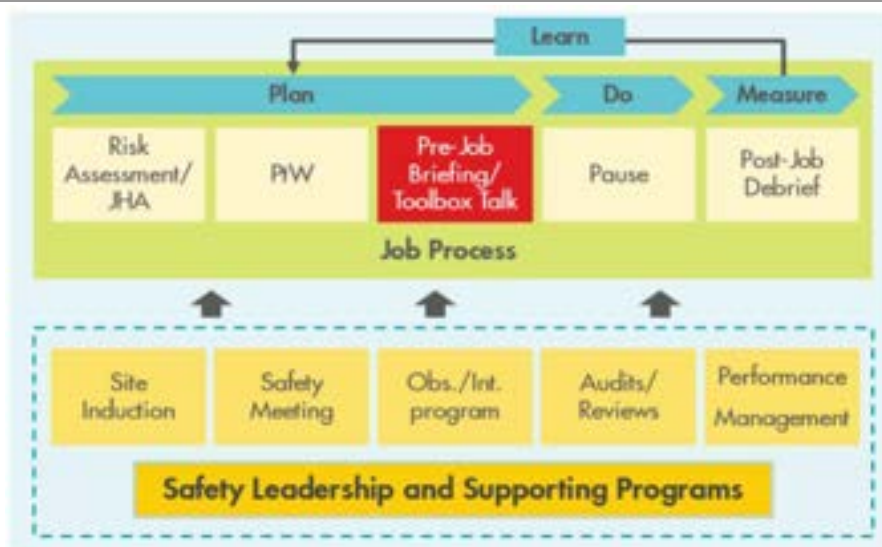 Learn
Plan
Do
Measure
Risk
Assessment/
JHA
PtW
Pre-Job
Briefing/
Toolbox Talk
Pause
Post-Job
Debrief
Job Process
Site
Induction
Safety
Meeting
Obs./Int.
program
Audits/
Reviews
Performance
Management
Safety Leadership and Supporting Programs